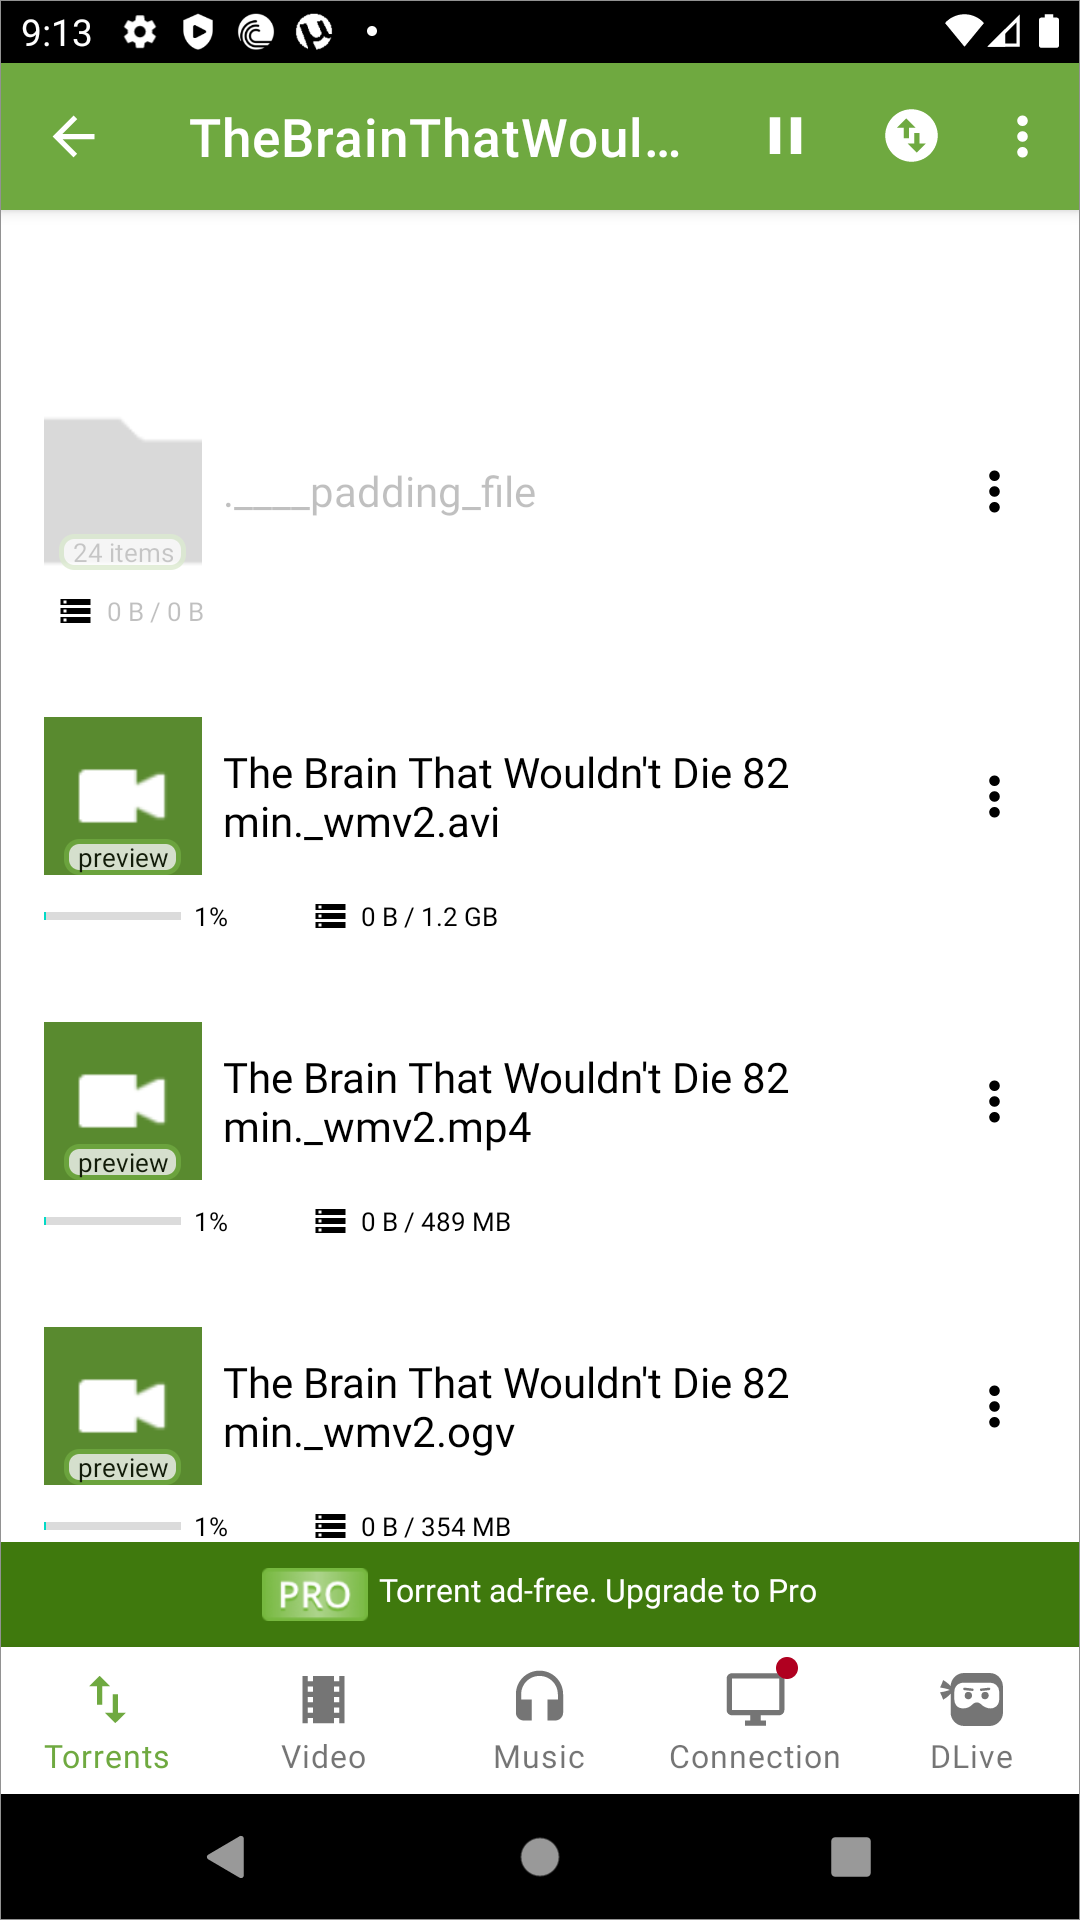 9:13
TheBrainThatWoul...
.____padding_file
24 items
0 B / 0 B
The Brain That Wouldn't Die 82
min._wmv2.avi
preview
1%
0 B / 1.2 GB
The Brain That Wouldn't Die 82
min._wmv2.mp4
preview
1%
0 B / 489 MB
The Brain That Wouldn't Die 82
min._wmv2.ogv
preview
1%
0 B / 354 MB
PRO Torrent ad-free. Upgrade to Pro
Torrents Video Music Connection DLive